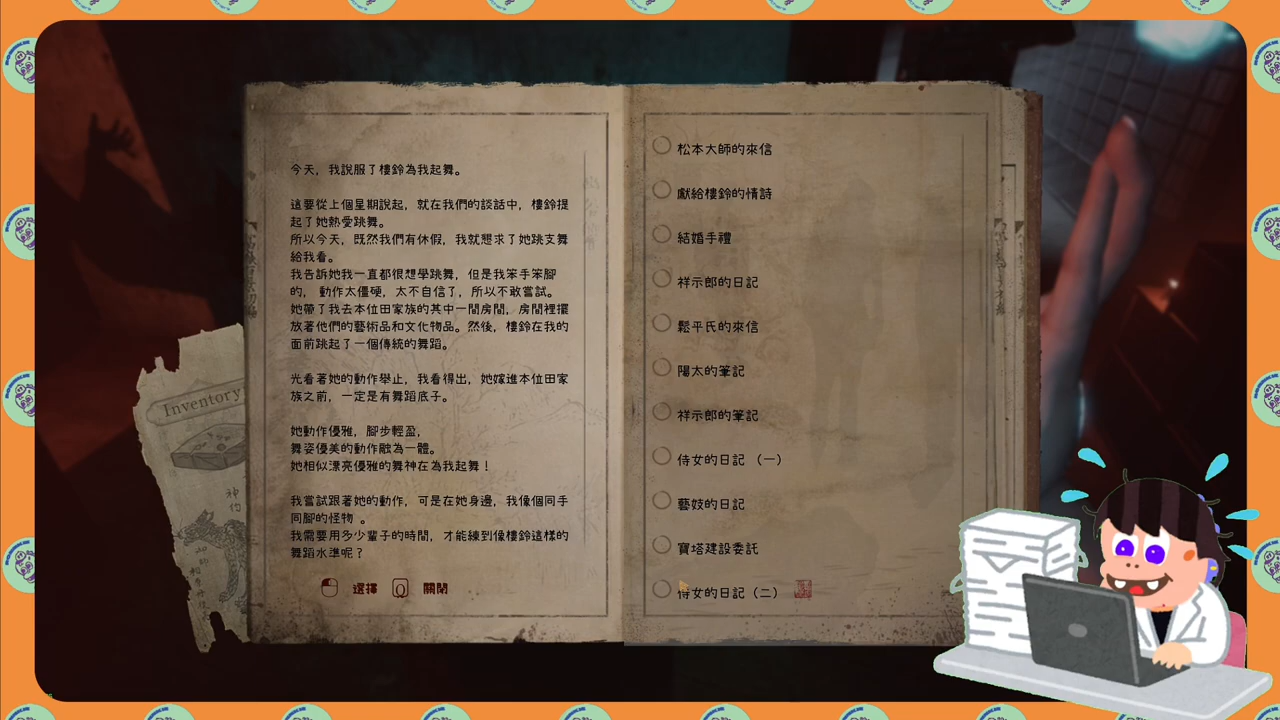 今天，我說服了樓鈴為我起舞。
這要從上個星期說起，就在我們的談話中，樓鈴提
起了她熱愛跳舞。
所以今天，既然我們有休假，我就懇求了她跳支舞
給我看。
我告訴她我一直都很想學跳舞，但是我笨手笨腳
的， 動作太僵硬，太不自信了，所以不敢嘗試。
她帶了我去本位田家族的其中一間房間，房間裡擺
放著他們的藝術品和文化物品。然後，樓鈴在我的
面前跳起了一個傳統的舞蹈。
光看著她的動作舉止，我看得出，她嫁進本位田家
族之前，一定是有舞蹈底子。
她動作優雅，腳步輕盈，
舞姿優美的動作融為一體。
她相似漂亮優雅的舞神在為我起舞！
我嘗試跟著她的動作，可是在她身邊，我像個同手
同腳的怪物 。
我需要用多少輩子的時間，才能練到像樓鈴這樣的
舞蹈水準呢？
選擇 Q 關閉
松本大師的來信
獻給樓鈴的情詩
結婚手禮
祥示郎的日記
鬆平氏的來信
陽太的筆記
祥示郎的筆記
侍女的日記 （一）
藝妓的日記
寶塔建設委託
侍女的日記（二）
Inventory